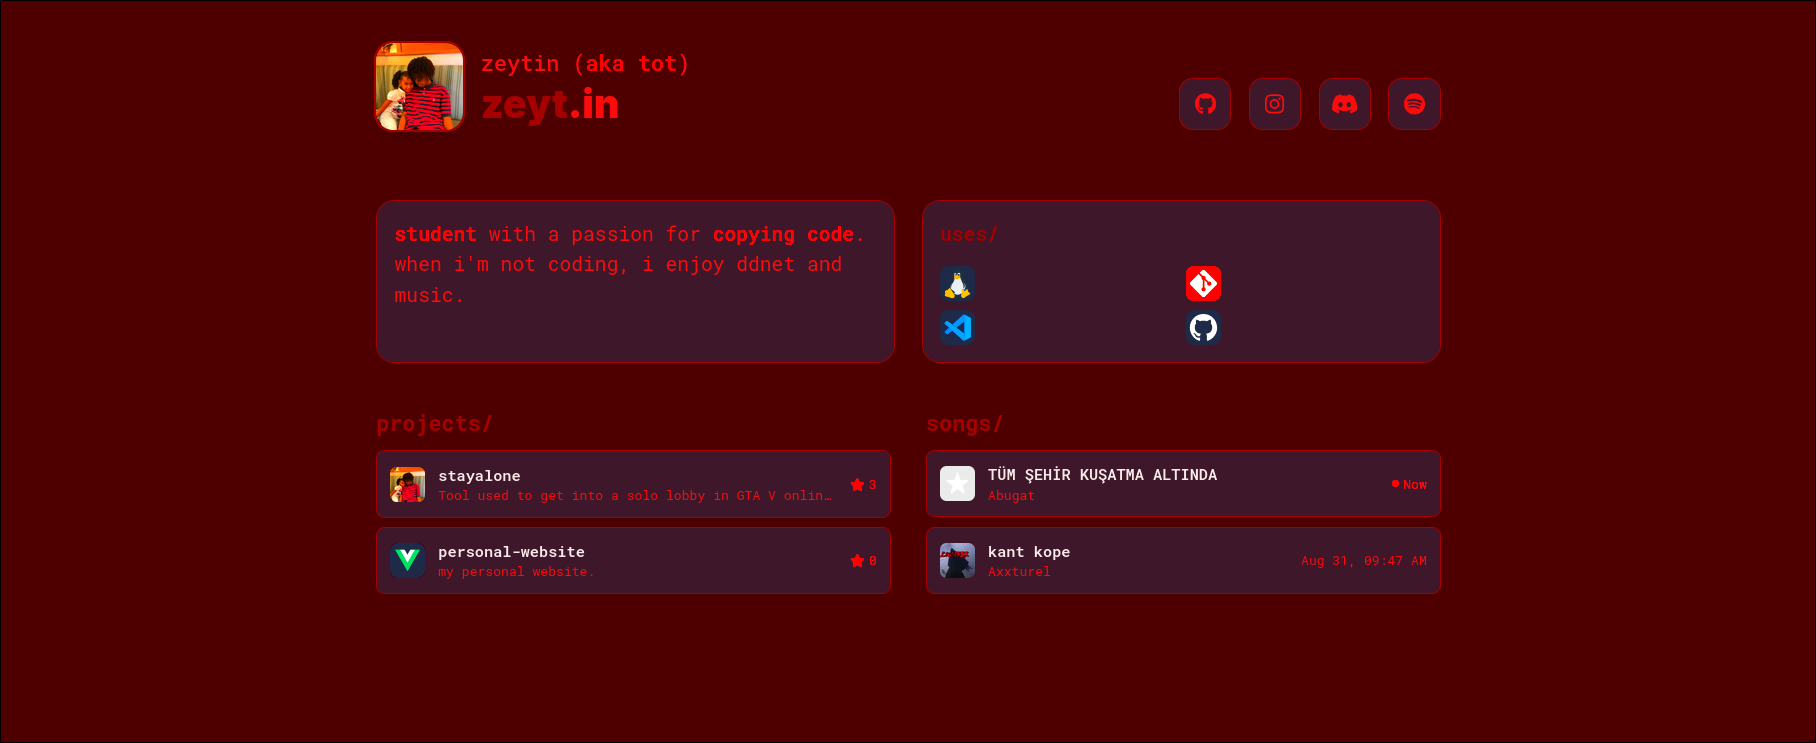 zeytin (aka tot)
zeyt.in
student with a passion for copying code.
when i'm not coding, i enjoy ddnet and
music.
uses/
projects/
stayalone
Tool used to get into a solo lobby in GTA V onlin…
3
personal-website
my personal website.
0
songs/
TÜM ŞEHİR KUŞATMA ALTINDA
Abugat
Now
kant kope
Axxturel
Aug 31, 09:47 AM